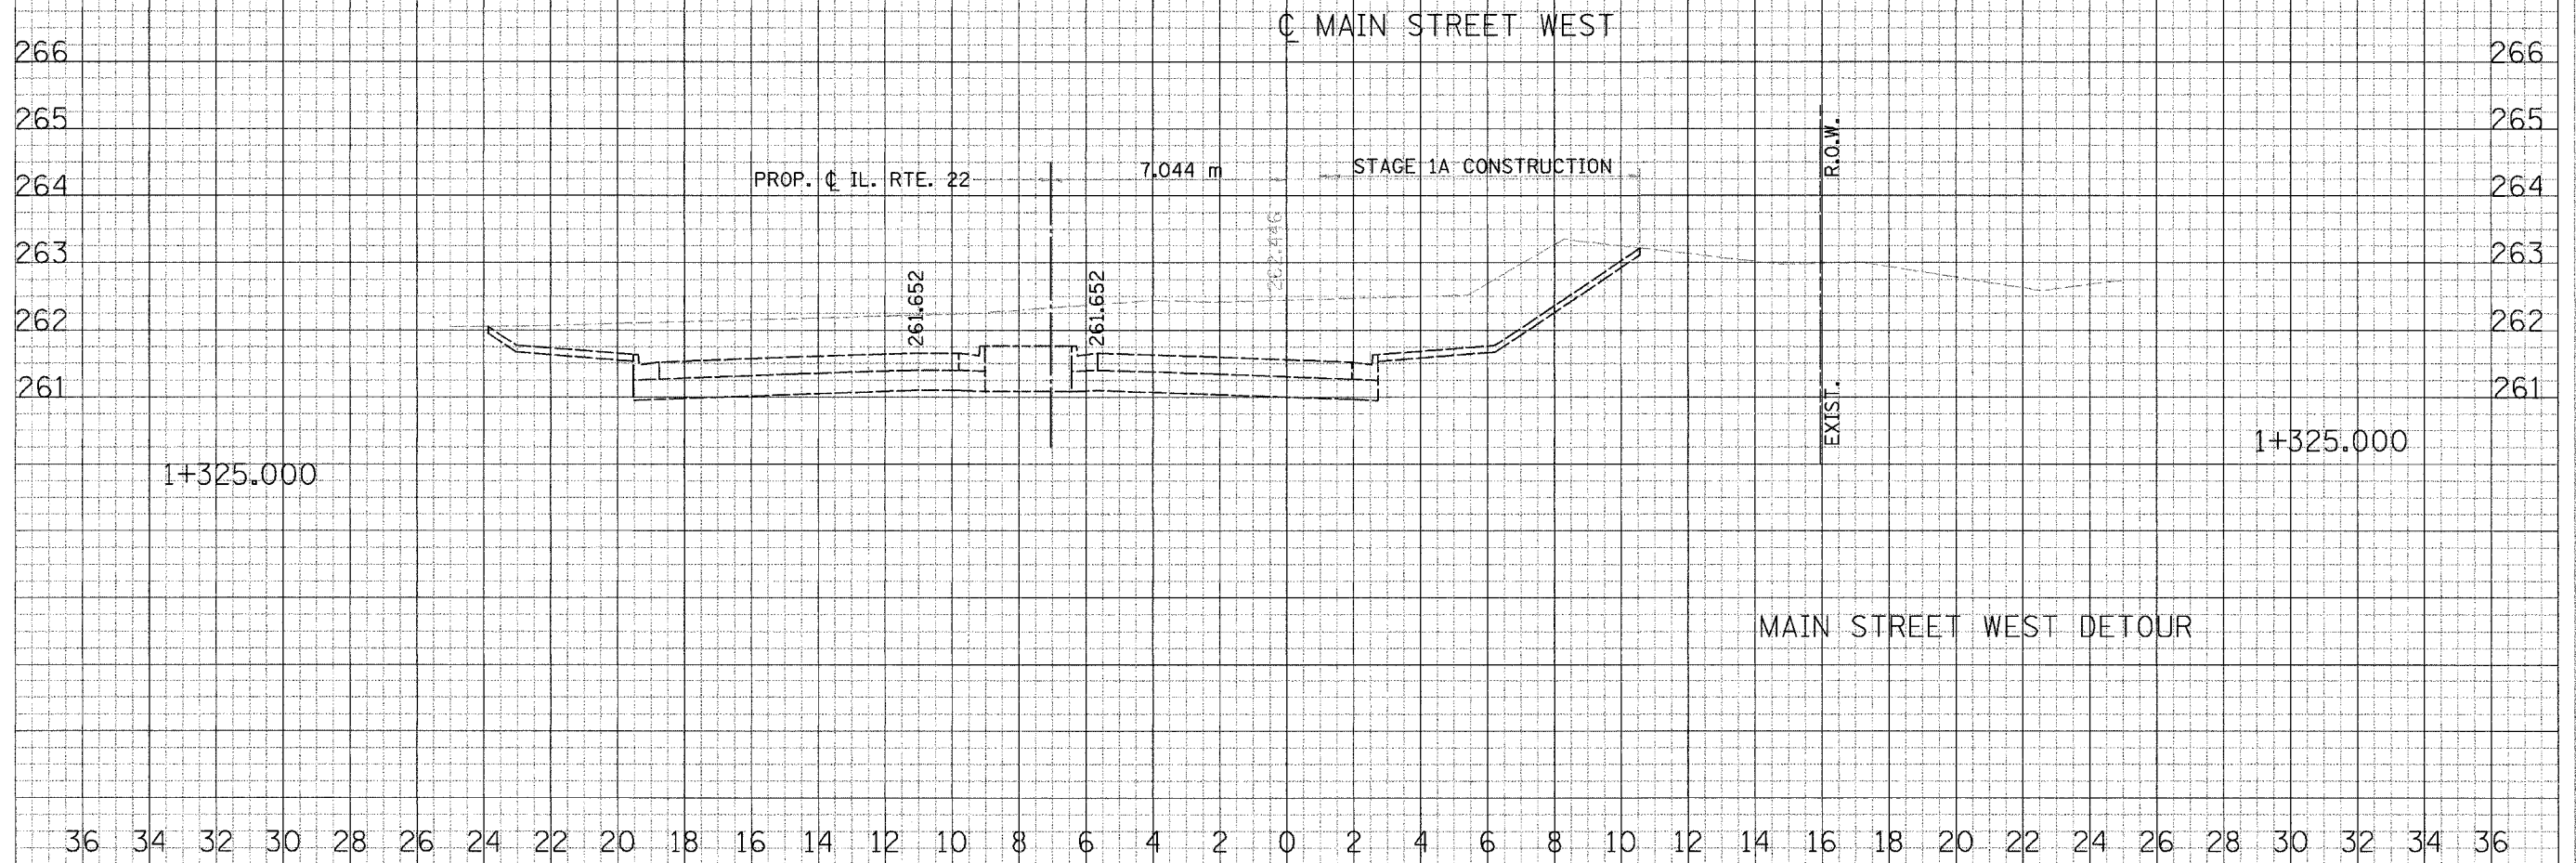 ℄ MAIN STREET WEST
266 266
265 265
R.O.W.
PROP. ℄ IL. RTE. 22 7.044 m STAGE 1A CONSTRUCTION
264 264
262.446
263 263
261.652 261.652
262 262
261 261
EXIST.
1+325.000
1+325.000
MAIN STREET WEST DETOUR
36 34 32 30 28 26 24 22 20 18 16 14 12 10 8 6 4 2 0 2 4 6 8 10 12 14 16 18 20 22 24 26 28 30 32 34 36